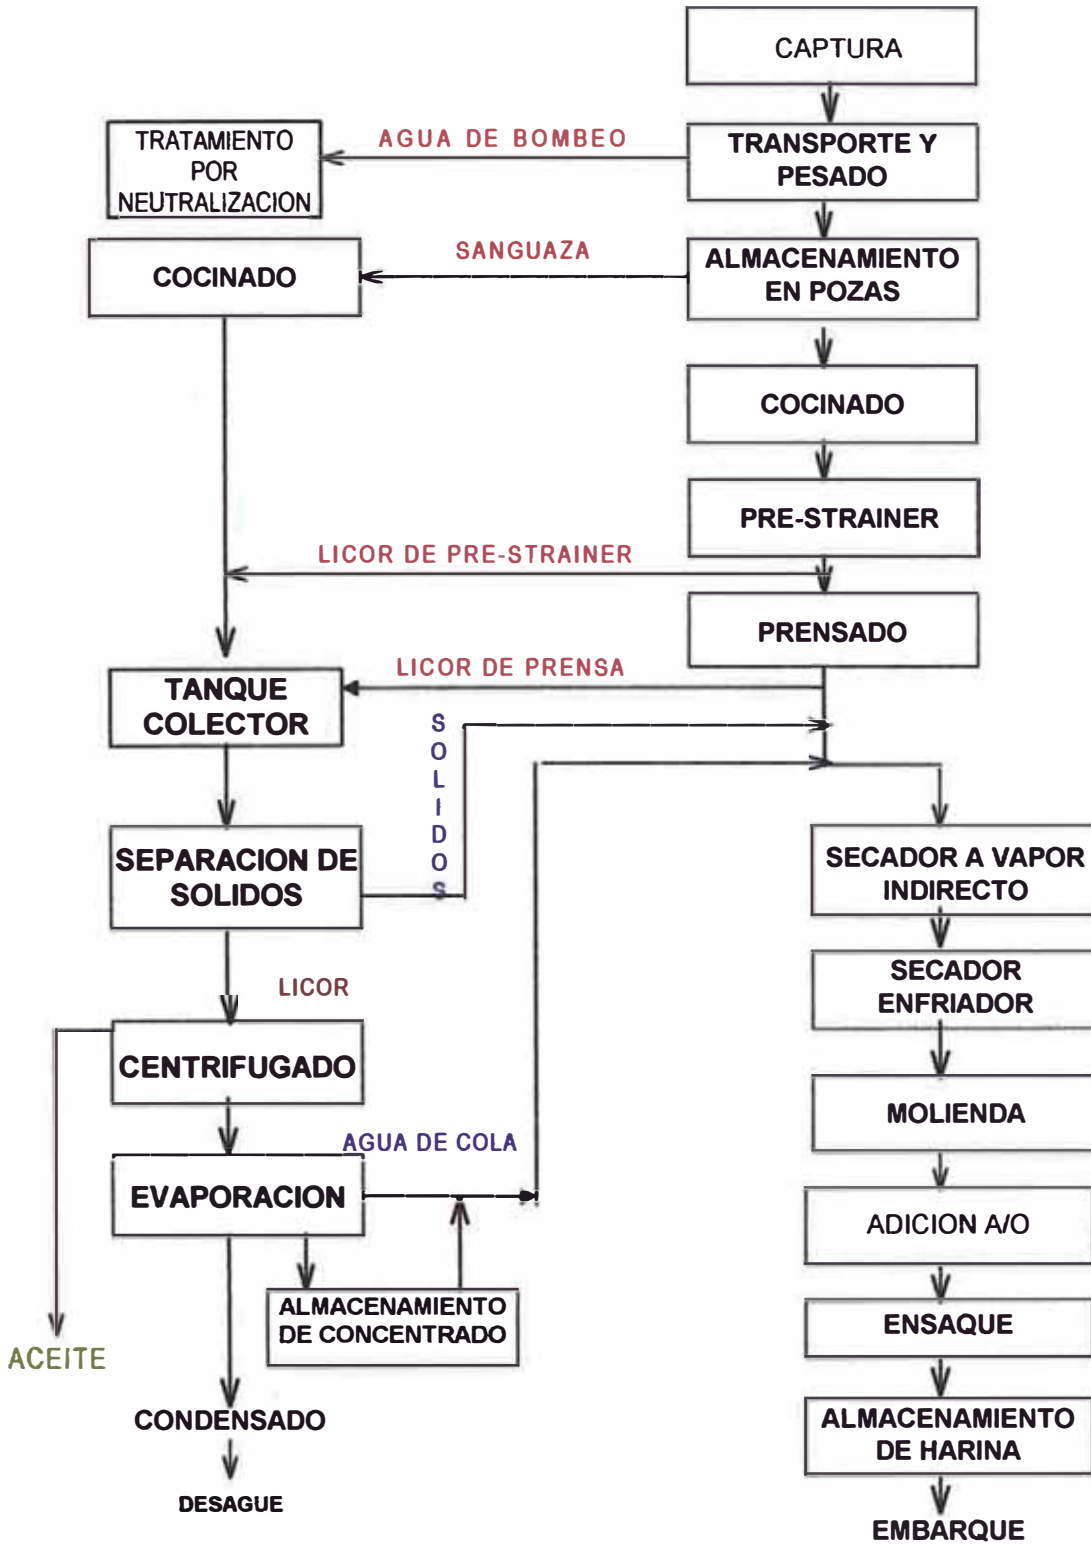 CAPTURA
TRATAMIENTO
POR
NEUTRALIZACION
AGUA DE BOMBEO
TRANSPORTE Y
PESADO
COCINADO
SANGUAZA
ALMACENAMIENTO
EN POZAS
COCINADO
PRE-STRAINER
LICOR DE PRE-STRAINER
PRENSADO
LICOR DE PRENSA
TANQUE
COLECTOR
SOLIDOS
SEPARACION DE
SOLIDOS
SECADOR A VAPOR
INDIRECTO
LICOR
SECADOR
ENFRIADOR
CENTRIFUGADO
MOLIENDA
AGUA DE COLA
EVAPORACION
ADICION A/O
ALMACENAMIENTO
DE CONCENTRADO
ENSAQUE
ACEITE
CONDENSADO
ALMACENAMIENTO
DE HARINA
DESAGUE
EMBARQUE